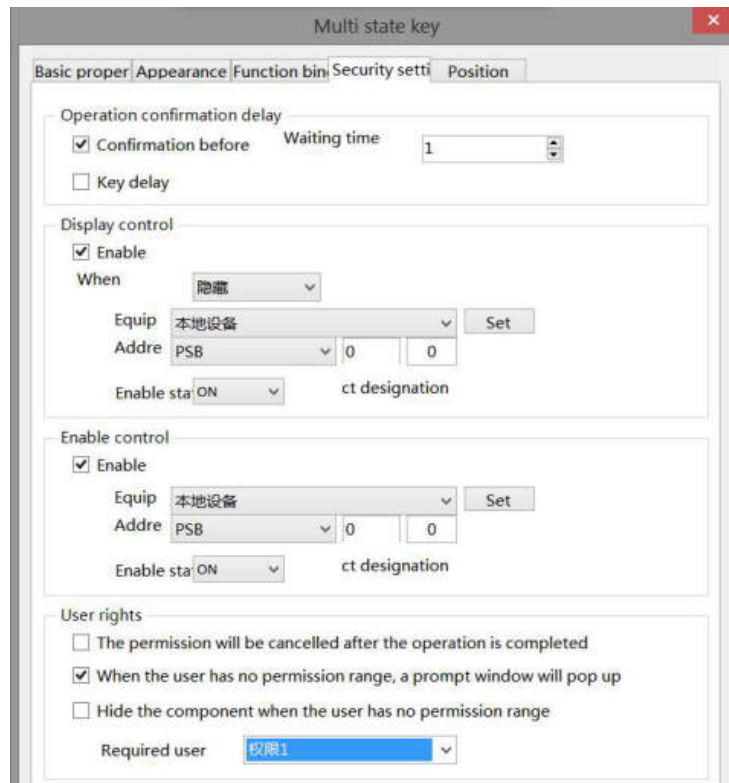 Multi state key
Basic proper Appearance Function bin Security setti Position
Operation confirmation delay
Confirmation before Waiting time 1
Key delay
Display control
Enable
When 隐藏
Equip 本地设备 Set
Addre PSB 0 0
Enable sta ON ct designation
Enable control
Enable
Equip 本地设备 Set
Addre PSB 0 0
Enable sta ON ct designation
User rights
The permission will be cancelled after the operation is completed
When the user has no permission range, a prompt window will pop up
Hide the component when the user has no permission range
Required user 权限1